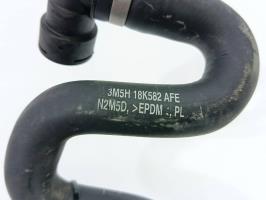 3M5H 18K582 AFE
N2M5D, >EPDM :, PL